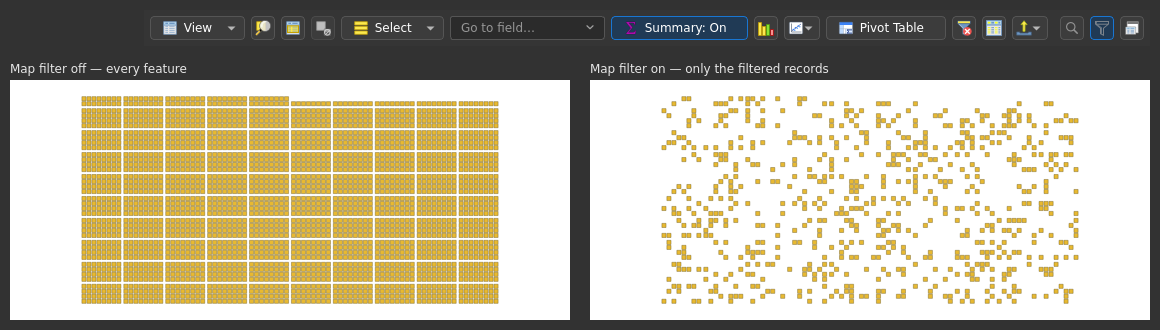 View
Select
Go to field...
Σ Summary: On
Pivot Table
Map filter off — every feature
Map filter on — only the filtered records